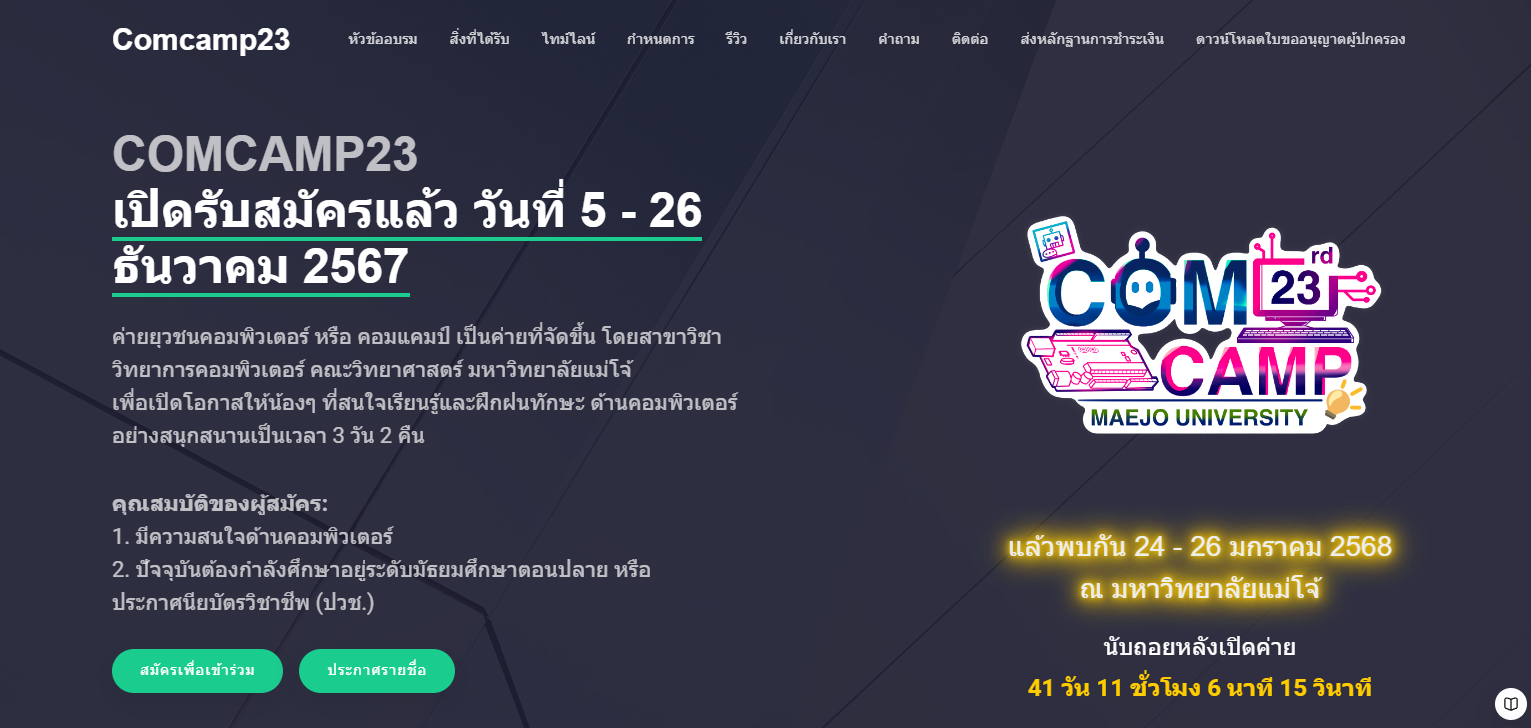 Comcamp23
หัวข้ออบรม
สิ่งที่ได้รับ
ไทม์ไลน์
กำหนดการ
รีวิว
เกี่ยวกับเรา
คำถาม
ติดต่อ
ส่งหลักฐานการชำระเงิน
ดาวน์โหลดใบขออนุญาตผู้ปกครอง
COMCAMP23
เปิดรับสมัครแล้ว วันที่ 5 - 26
ธันวาคม 2567
ค่ายยุวชนคอมพิวเตอร์ หรือ คอมแคมป์ เป็นค่ายที่จัดขึ้น โดยสาขาวิชา
วิทยาการคอมพิวเตอร์ คณะวิทยาศาสตร์ มหาวิทยาลัยแม่โจ้
เพื่อเปิดโอกาสให้น้องๆ ที่สนใจเรียนรู้และฝึกฝนทักษะ ด้านคอมพิวเตอร์
อย่างสนุกสนานเป็นเวลา 3 วัน 2 คืน
คุณสมบัติของผู้สมัคร:
1. มีความสนใจด้านคอมพิวเตอร์
2. ปัจจุบันต้องกำลังศึกษาอยู่ระดับมัธยมศึกษาตอนปลาย หรือ
ประกาศนียบัตรวิชาชีพ (ปวช.)
สมัครเพื่อเข้าร่วม
ประกาศรายชื่อ
COM 23rd
CAMP
MAEJO UNIVERSITY
แล้วพบกัน 24 - 26 มกราคม 2568
ณ มหาวิทยาลัยแม่โจ้
นับถอยหลังเปิดค่าย
41 วัน 11 ชั่วโมง 6 นาที 15 วินาที